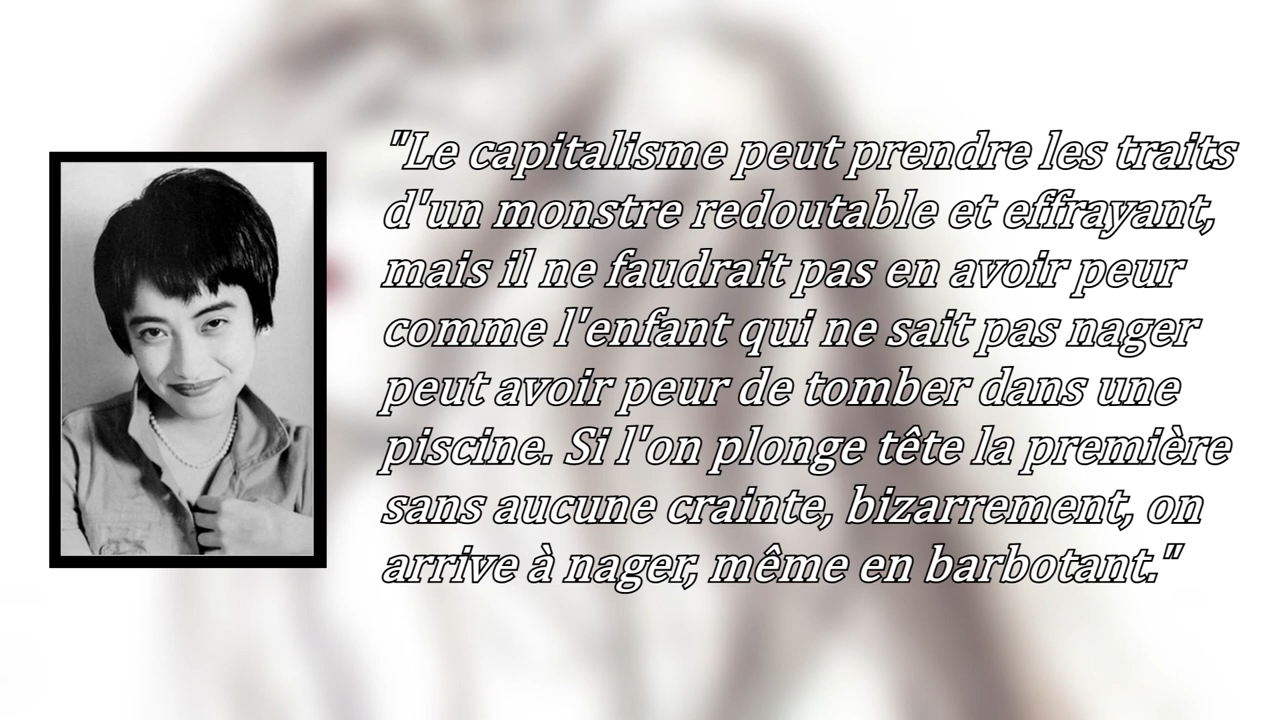 "Le capitalisme peut prendre les traits
d'un monstre redoutable et effrayant,
mais il ne faudrait pas en avoir peur
comme l'enfant qui ne sait pas nager
peut avoir peur de tomber dans une
piscine. Si l'on plonge tête la première
sans aucune crainte, bizarrement, on
arrive à nager, même en barbotant."